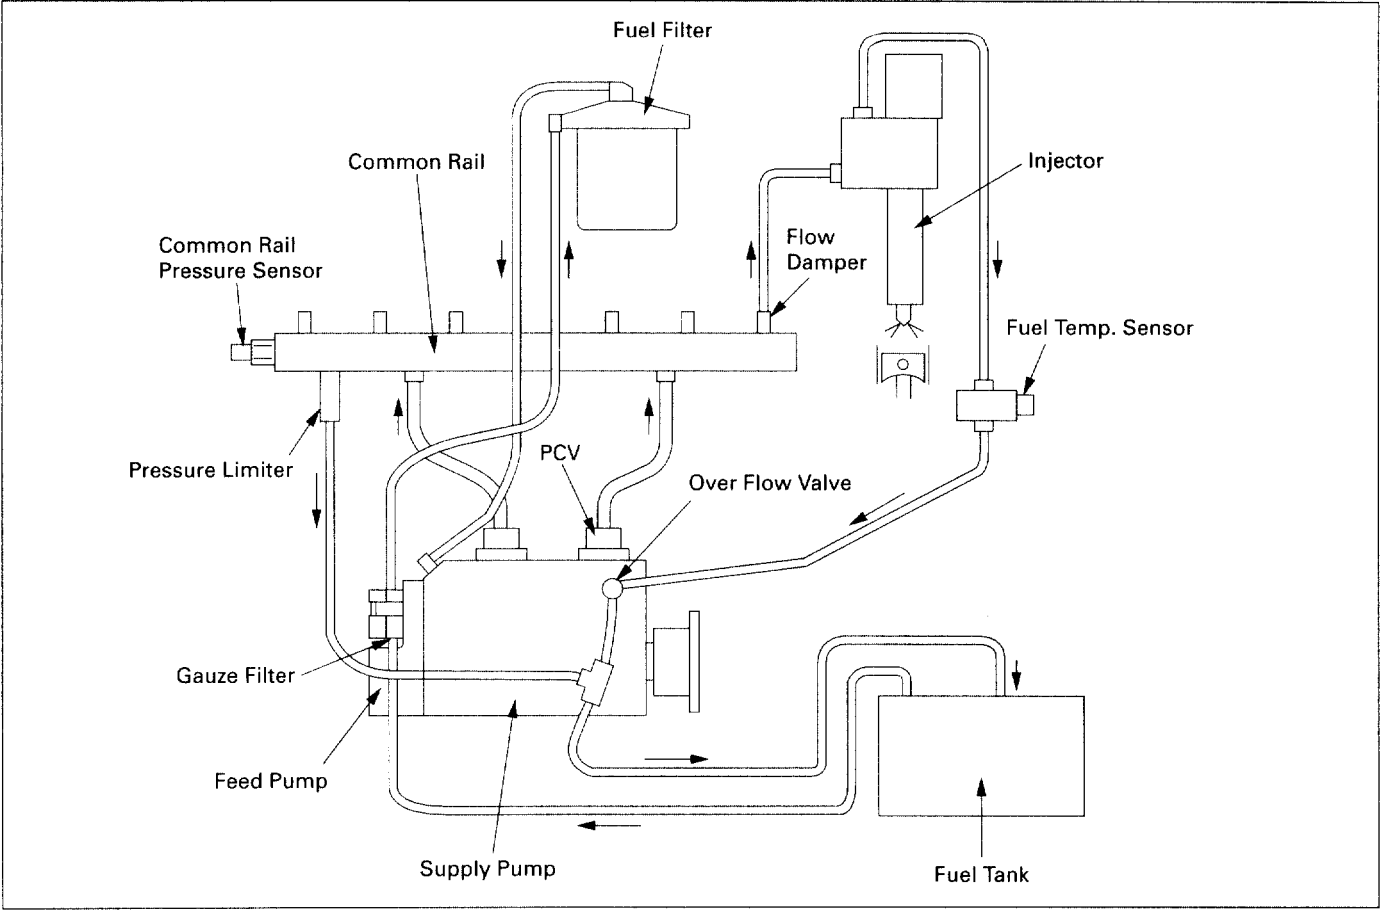 Fuel Filter
Common Rail
Injector
Common Rail
Pressure Sensor
Flow
Damper
Fuel Temp. Sensor
PCV
Pressure Limiter
Over Flow Valve
Gauze Filter
Feed Pump
Supply Pump
Fuel Tank